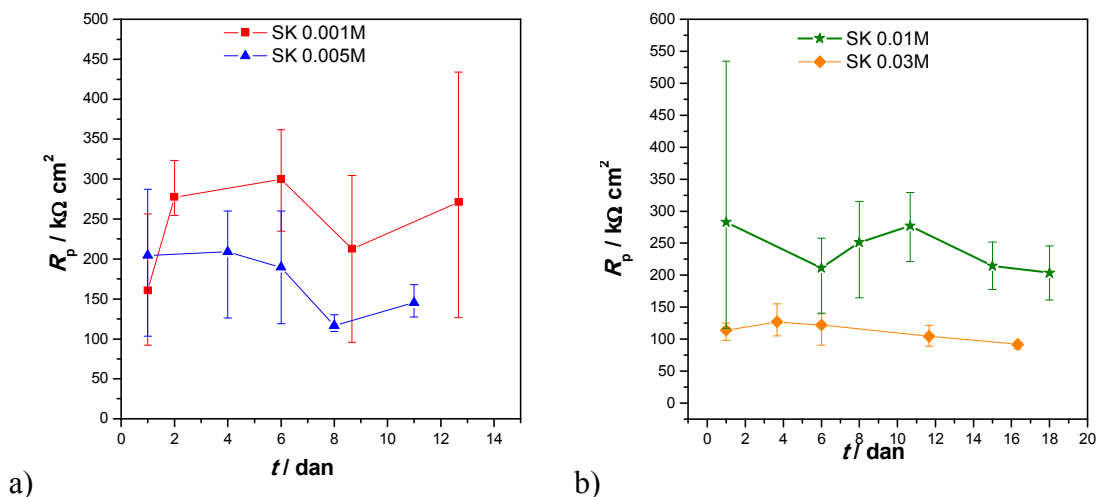 SK 0.001M
SK 0.005M
500
450
400
350
300
250
200
150
100
50
0
R_p / kΩ cm²
0 2 4 6 8 10 12 14
t / dan
a)
SK 0.01M
SK 0.03M
600
550
500
450
400
350
300
250
200
150
100
50
0
R_p / kΩ cm²
0 2 4 6 8 10 12 14 16 18 20
t / dan
b)